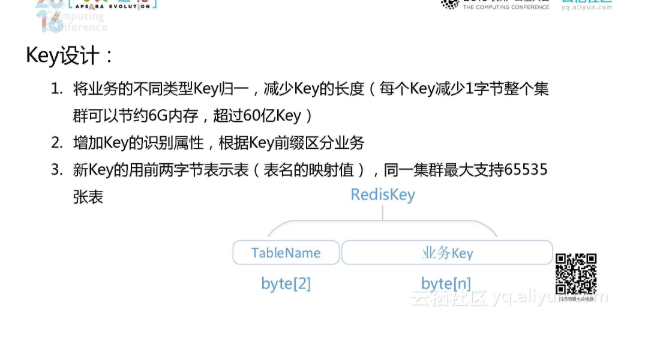 APSARA EVOLUTION
Computing
Conference
THE COMPUTING CONFERENCE
yq.aliyun.com
Key设计：
1. 将业务的不同类型Key归一，减少Key的长度（每个Key减少1字节整个集
群可以节约6G内存，超过60亿Key）
2. 增加Key的识别属性，根据Key前缀区分业务
3. 新Key的用前两字节表示表（表名的映射值），同一集群最大支持65535
张表
RedisKey
TableName 业务Key
byte[2] byte[n]
云栖社区 yq.aliyun.com